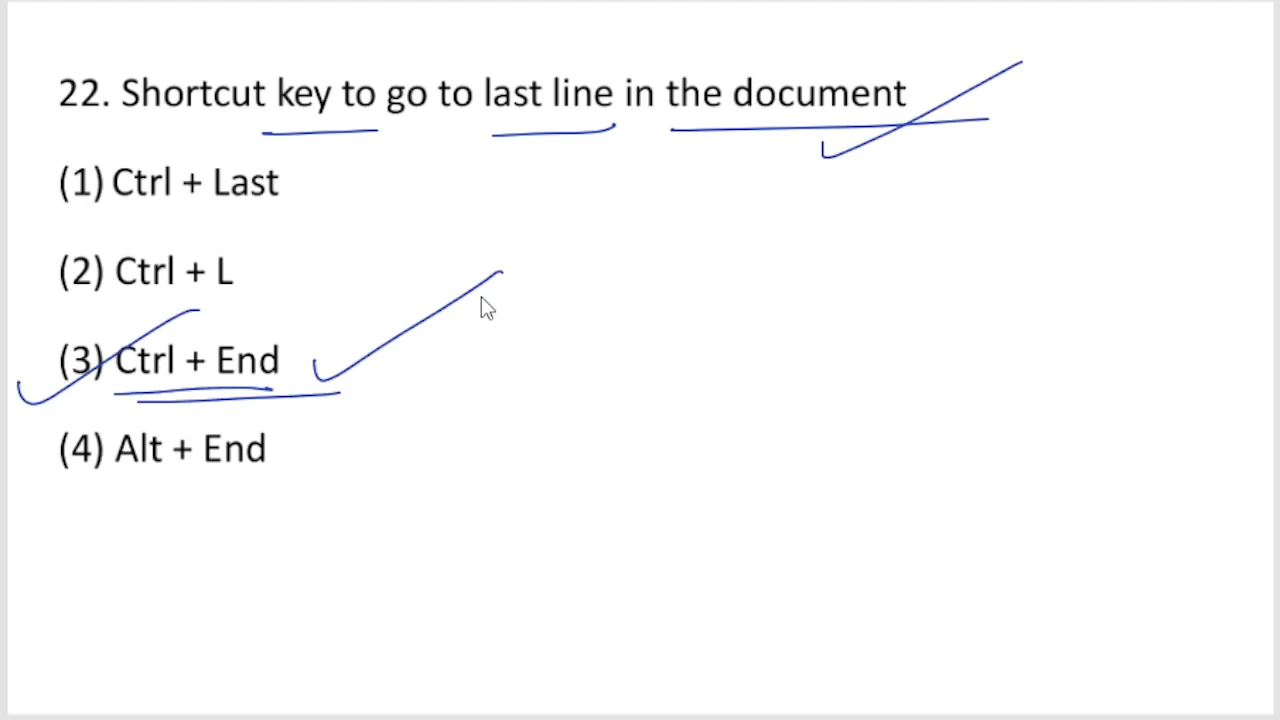 22. Shortcut key to go to last line in the document
(1) Ctrl + Last
(2) Ctrl + L
(3) Ctrl + End
(4) Alt + End